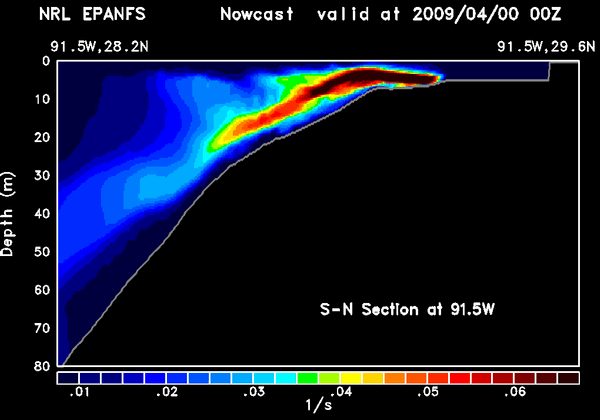 NRL EPANFS Nowcast valid at 2009/04/00 00Z
91.5W,28.2N 91.5W,29.6N
0
10
20
30
40
50
60
70
80
Depth (m)
S-N Section at 91.5W
.01 .02 .03 .04 .05 .06
1/s